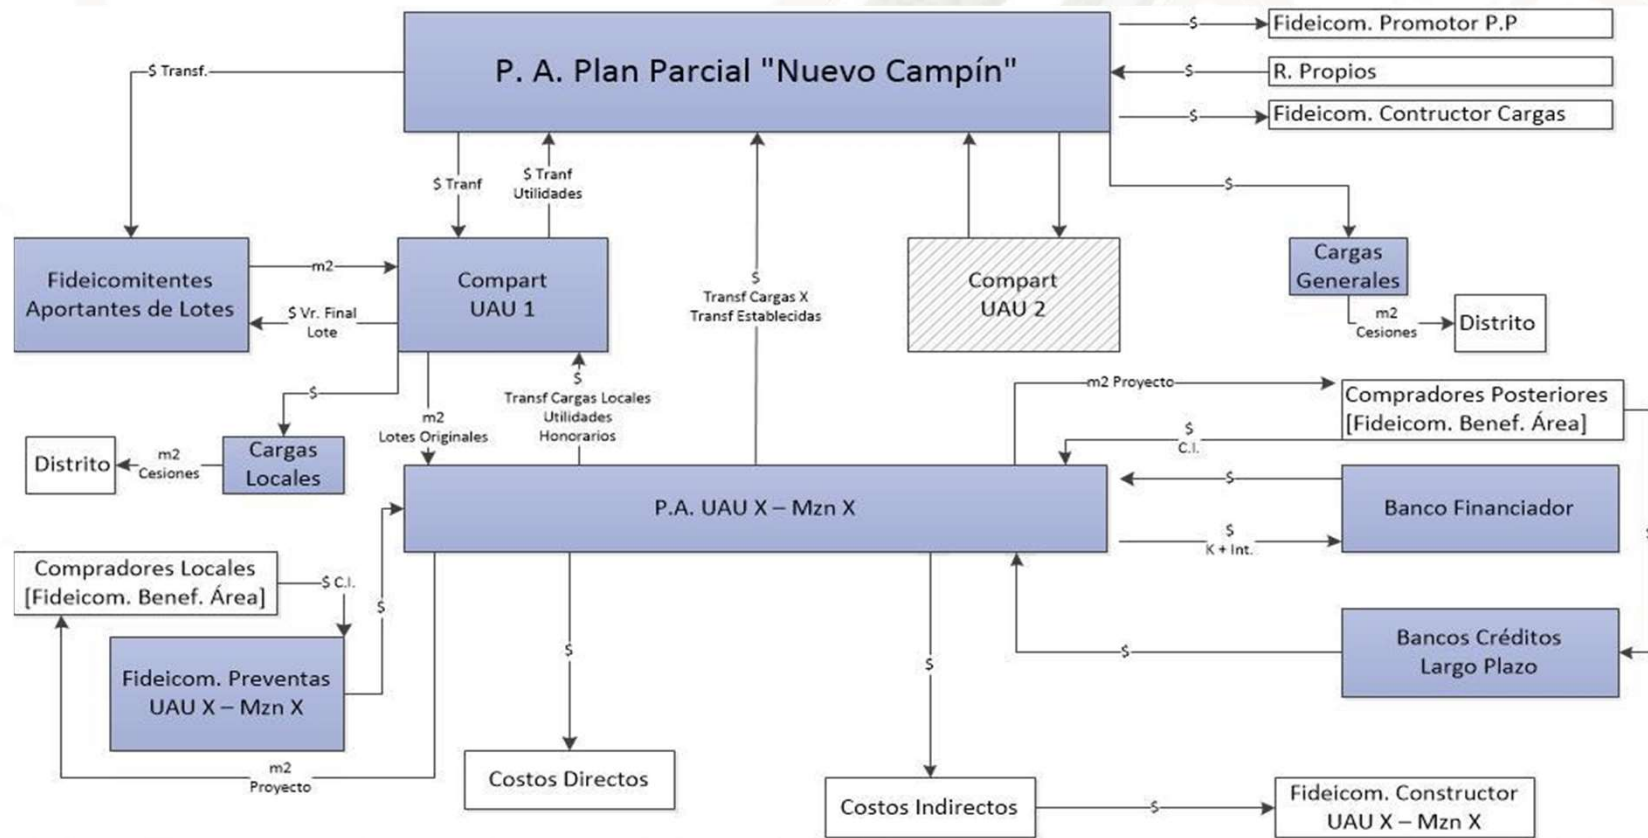 P. A. Plan Parcial "Nuevo Campín"
$
Fideicom. Promotor P.P
$
R. Propios
$
Fideicom. Contructor Cargas
$ Transf.
$ Tranf
$ Tranf
Utilidades
$
Transf Cargas X
Transf Establecidas
$
Fideicomitentes
Aportantes de Lotes
m2
$ Vr. Final
Lote
Compart
UAU 1
Compart
UAU 2
Cargas
Generales
m2
Cesiones
Distrito
$
m2
Lotes Originales
$
Transf Cargas Locales
Utilidades
Honorarios
Distrito
m2
Cesiones
Cargas
Locales
m2 Proyecto
Compradores Posteriores
[Fideicom. Benef. Área]
$
C.I.
P.A. UAU X – Mzn X
$
$
K + Int.
Banco Financiador
$
Compradores Locales
[Fideicom. Benef. Área]
$ C.I.
$
Fideicom. Preventas
UAU X – Mzn X
$
$
$
Bancos Créditos
Largo Plazo
m2
Proyecto
Costos Directos
Costos Indirectos
$
Fideicom. Constructor
UAU X – Mzn X